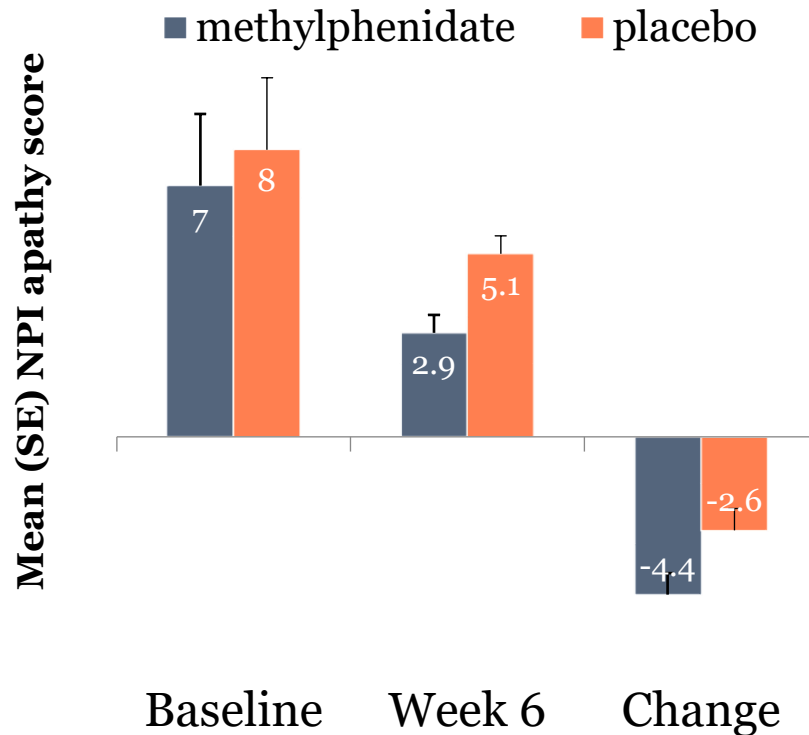 methylphenidate placebo
Mean (SE) NPI apathy score
7
8
2.9
5.1
-4.4
-2.6
Baseline Week 6 Change